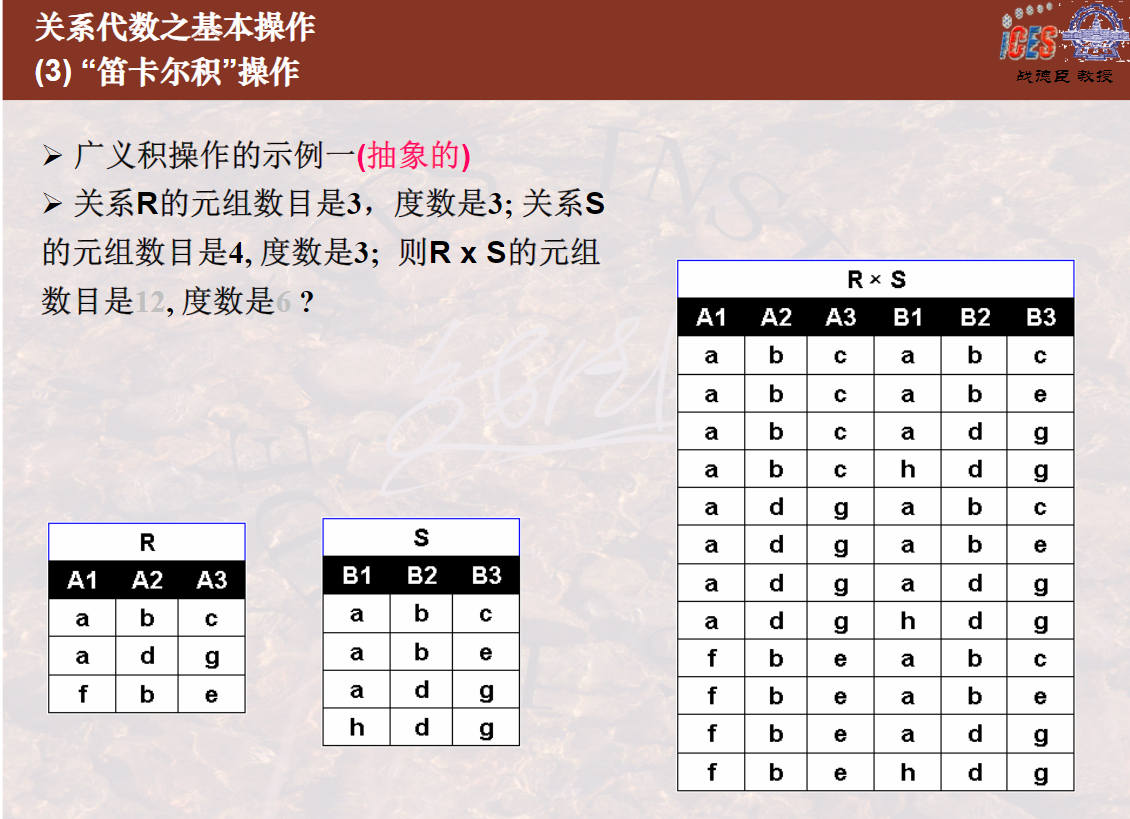 关系代数之基本操作
(3) “笛卡尔积”操作
iCES
战德臣 教授
➢ 广义积操作的示例一(抽象的)
➢ 关系R的元组数目是3，度数是3; 关系S
的元组数目是4, 度数是3; 则R x S的元组
数目是12, 度数是6 ?
R
A1 A2 A3
a b c
a d g
f b e
S
B1 B2 B3
a b c
a b e
a d g
h d g
R × S
A1 A2 A3 B1 B2 B3
a b c a b c
a b c a b e
a b c a d g
a b c h d g
a d g a b c
a d g a b e
a d g a d g
a d g h d g
f b e a b c
f b e a b e
f b e a d g
f b e h d g